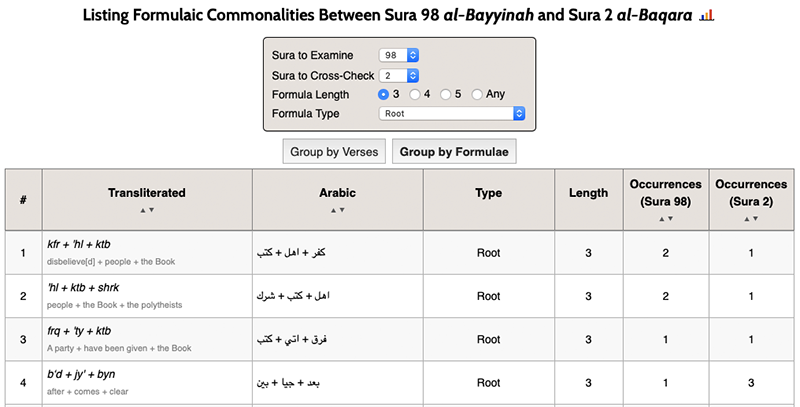 Listing Formulaic Commonalities Between Sura 98 al-Bayyinah and Sura 2 al-Baqara
Sura to Examine 98
Sura to Cross-Check 2
Formula Length 3 4 5 Any
Formula Type Root
Group by Verses Group by Formulae
# Transliterated Arabic Type Length Occurrences (Sura 98) Occurrences (Sura 2)
1 kfr + 'hl + ktb كفر + اهل + كتب Root 3 2 1
disbelieve[d] + people + the Book
2 'hl + ktb + shrk اهل + كتب + شرك Root 3 2 1
people + the Book + the polytheists
3 frq + 'ty + ktb فرق + اتي + كتب Root 3 1 1
A party + have been given + the Book
4 b'd + jy' + byn بعد + جيا + بين Root 3 1 3
after + comes + clear